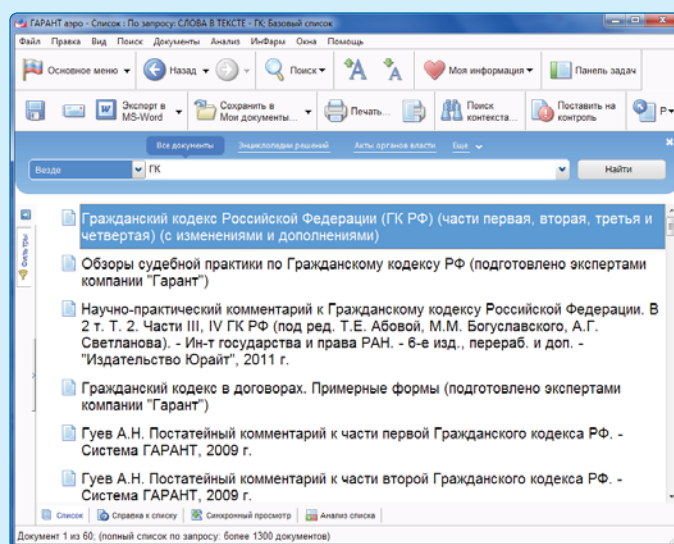 ГАРАНТ аэро - Список : По запросу: СЛОВА В ТЕКСТЕ - ГК; Базовый список
Файл Правка Вид Поиск Документы Анализ ИнФарм Окна Помощь
Основное меню Назад Поиск Моя информация Панель задач
Экспорт в MS-Word Сохранить в Мои документы... Печать... Поиск контекста... Поставить на контроль Р
Все документы Энциклопедии решений Акты органов власти Ещё
Везде ГК Найти
Фильтры
Гражданский кодекс Российской Федерации (ГК РФ) (части первая, вторая, третья и
четвертая) (с изменениями и дополнениями)
Обзоры судебной практики по Гражданскому кодексу РФ (подготовлено экспертами
компании "Гарант")
Научно-практический комментарий к Гражданскому кодексу Российской Федерации. В
2 т. Т. 2. Части III, IV ГК РФ (под ред. Т.Е. Абовой, М.М. Богуславского, А.Г.
Светланова). - Ин-т государства и права РАН. - 6-е изд., перераб. и доп. -
"Издательство Юрайт", 2011 г.
Гражданский кодекс в договорах. Примерные формы (подготовлено экспертами
компании "Гарант")
Гуев А.Н. Постатейный комментарий к части первой Гражданского кодекса РФ. -
Система ГАРАНТ, 2009 г.
Гуев А.Н. Постатейный комментарий к части второй Гражданского кодекса РФ. -
Система ГАРАНТ, 2009 г.
Список Справка к списку Синхронный просмотр Анализ списка
Документ 1 из 60; (полный список по запросу: более 1300 документов)